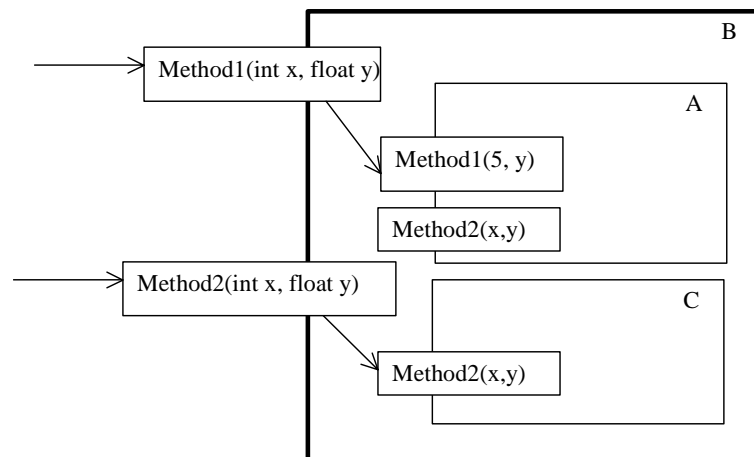 B
Method1(int x, float y)
A
Method1(5, y)
Method2(x,y)
Method2(int x, float y)
C
Method2(x,y)